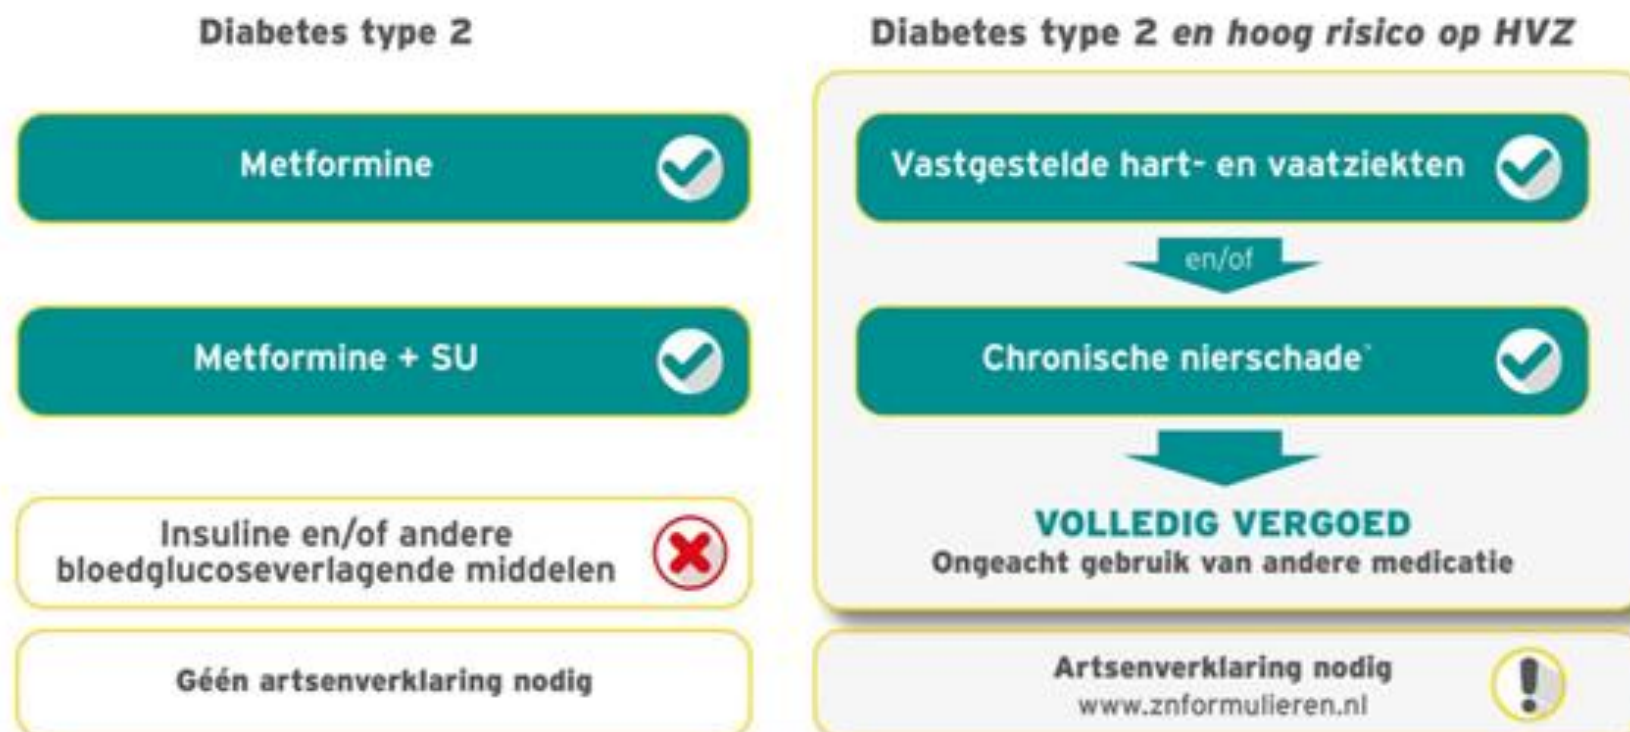 Diabetes type 2
Metformine
Metformine + SU
Insuline en/of andere
bloedglucoseverlagende middelen
Géén artsenverklaring nodig
Diabetes type 2 en hoog risico op HVZ
Vastgestelde hart- en vaatziekten
en/of
Chronische nierschade
VOLLEDIG VERGOED
Ongeacht gebruik van andere medicatie
Artsenverklaring nodig
www.znformulieren.nl